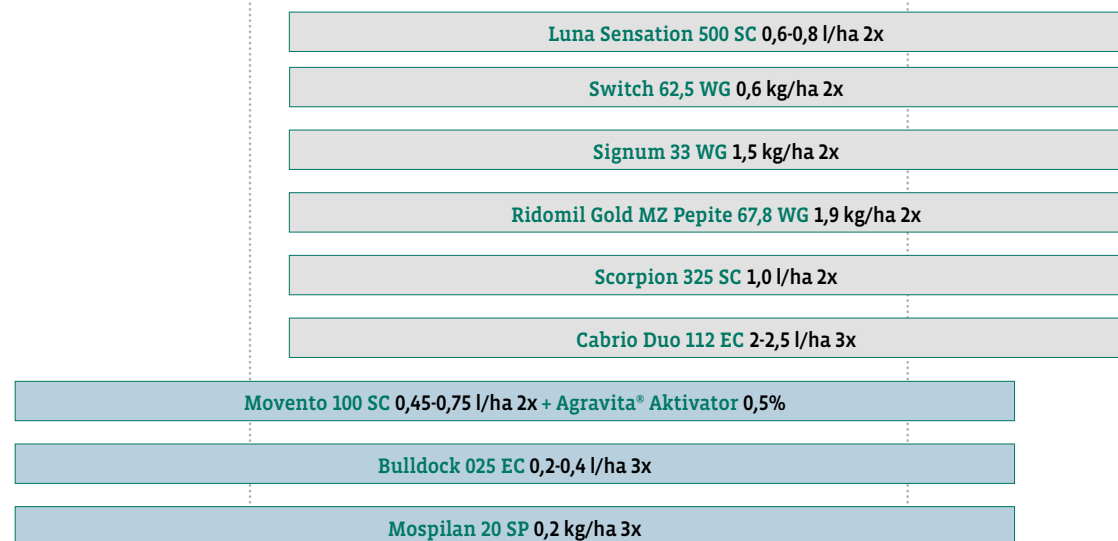 Luna Sensation 500 SC 0,6-0,8 l/ha 2x
Switch 62,5 WG 0,6 kg/ha 2x
Signum 33 WG 1,5 kg/ha 2x
Ridomil Gold MZ Pepite 67,8 WG 1,9 kg/ha 2x
Scorpion 325 SC 1,0 l/ha 2x
Cabrio Duo 112 EC 2-2,5 l/ha 3x
Movento 100 SC 0,45-0,75 l/ha 2x + Agravita® Aktivator 0,5%
Bulldock 025 EC 0,2-0,4 l/ha 3x
Mospilan 20 SP 0,2 kg/ha 3x